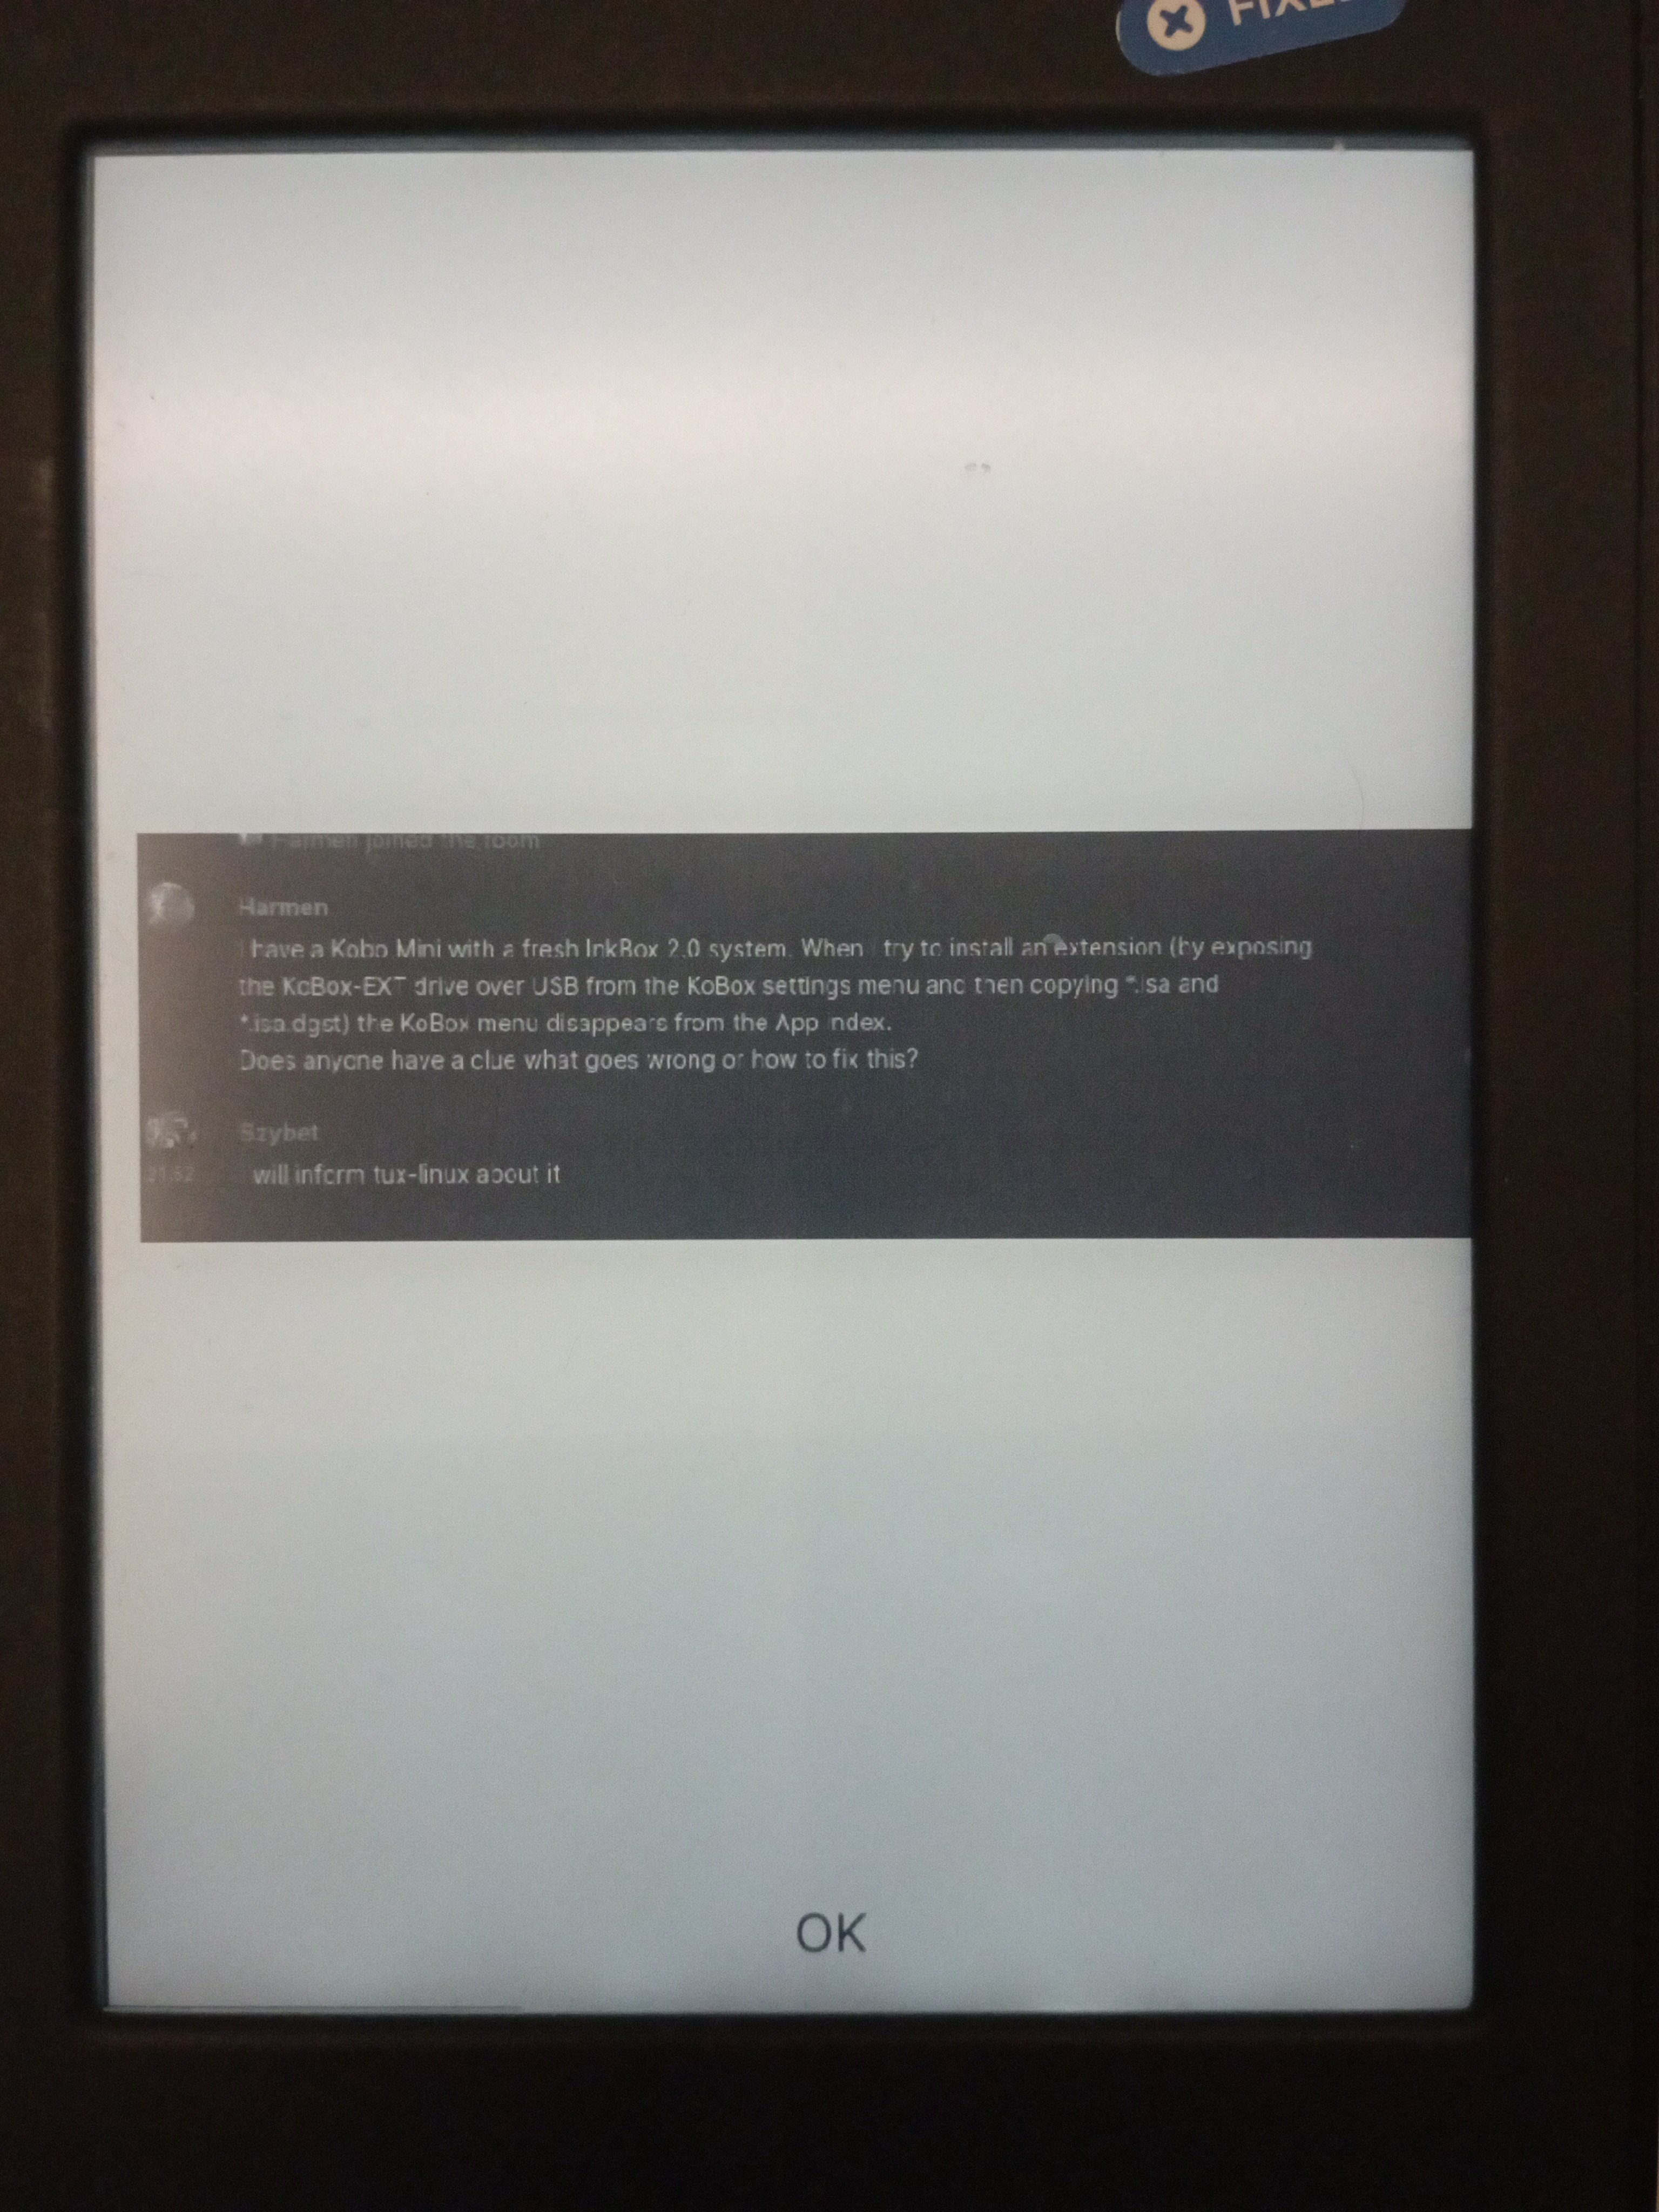 FIXE
Harmen joined the room
Harmen
I have a Kobo Mini with a fresh InkBox 2.0 system. When I try to install an extension (by exposing
the KoBox-EXT drive over USB from the KoBox settings menu and then copying *.isa and
*.isa.dgst) the KoBox menu disappears from the App Index.
Does anyone have a clue what goes wrong or how to fix this?
Szybet
21:52 I will inform tux-linux about it
OK